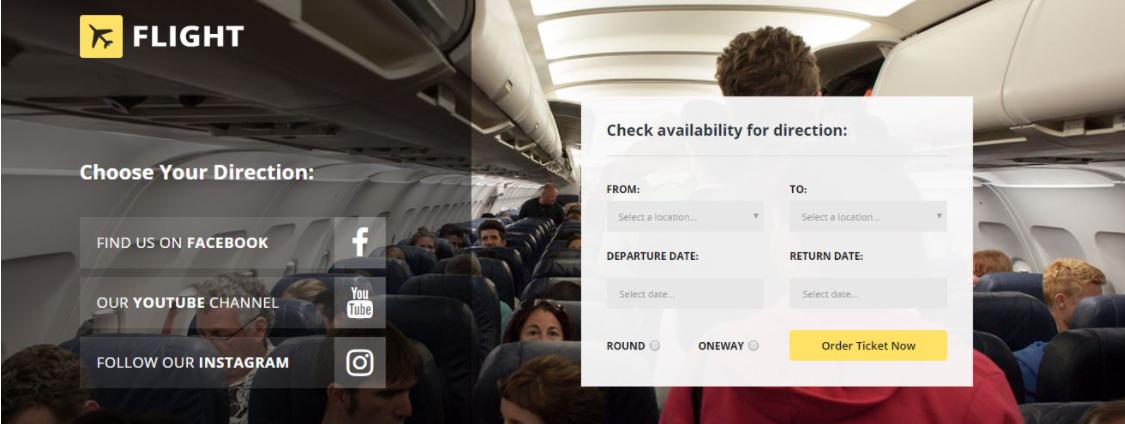 FLIGHT
Choose Your Direction:
FIND US ON FACEBOOK
f
OUR YOUTUBE CHANNEL
You
Tube
FOLLOW OUR INSTAGRAM
Check availability for direction:
FROM: TO:
Select a location... Select a location...
DEPARTURE DATE: RETURN DATE:
Select date... Select date...
ROUND ONEWAY Order Ticket Now